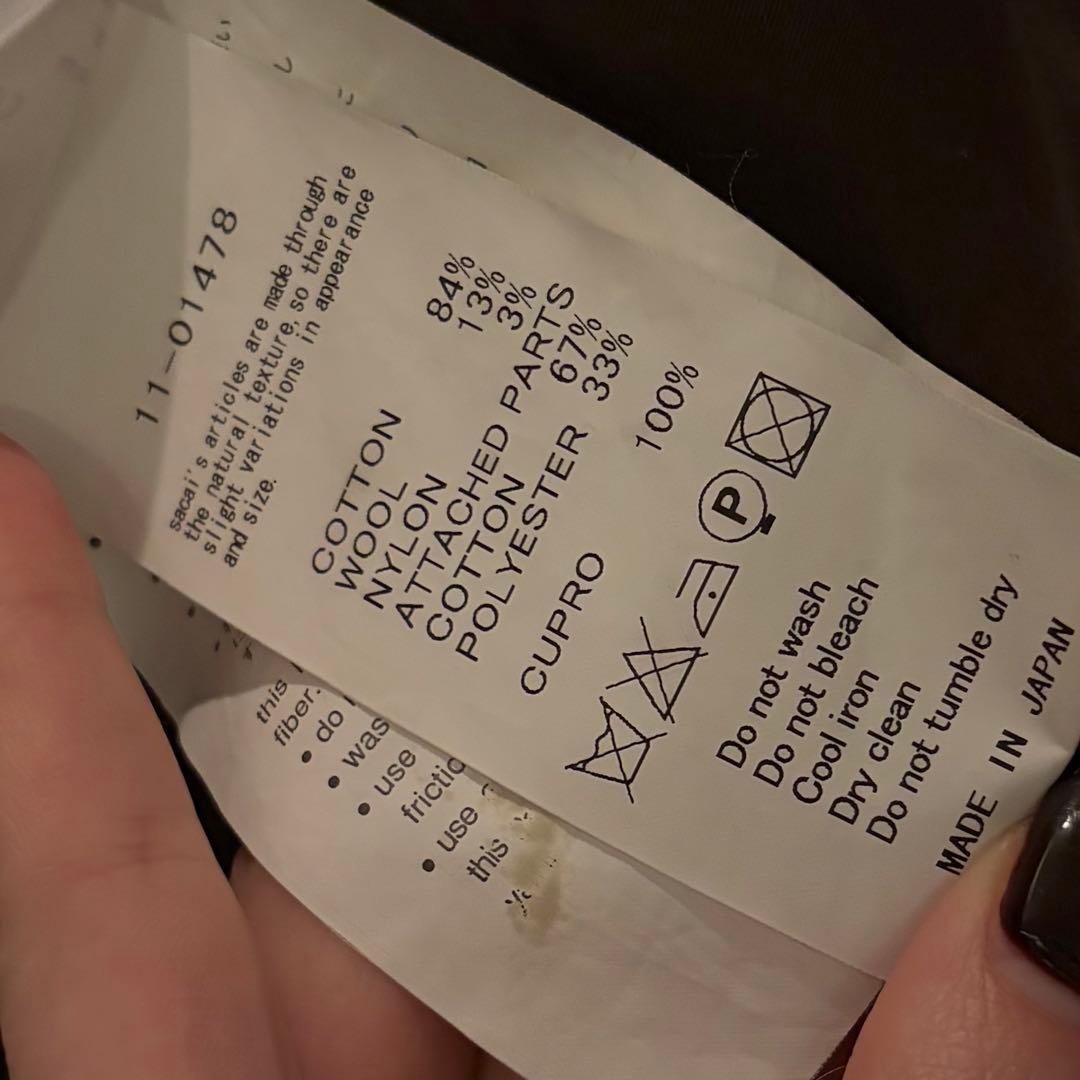 11-01478
sacai's articles are made through
the natural texture, so there are
slight variations in appearance
and size.
COTTON 84%
WOOL 13%
NYLON 3%
ATTACHED PARTS
COTTON 67%
POLYESTER 33%
CUPRO 100%
P
Do not wash
Do not bleach
Cool iron
Dry clean
Do not tumble dry
MADE IN JAPAN
this
fiber.
• do
• was
• use
frictio
• use
this